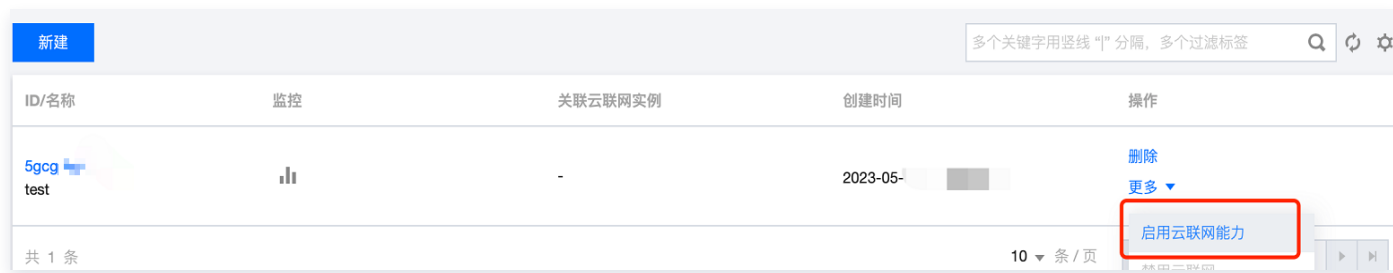 新建
多个关键字用竖线 “|” 分隔，多个过滤标签
ID/名称 监控 关联云联网实例 创建时间 操作
5gcg
test
-
2023-05-
删除
更多
启用云联网能力
共 1 条
10 条 / 页